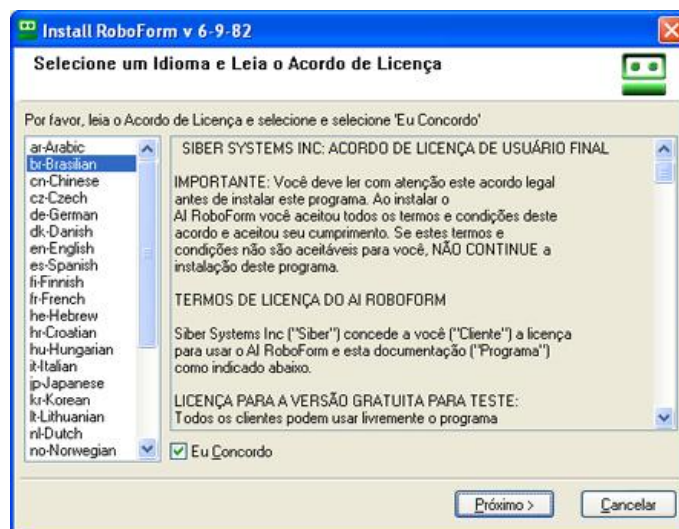 Install RoboForm v 6-9-82
Selecione um Idioma e Leia o Acordo de Licença
Por favor, leia o Acordo de Licença e selecione e selecione 'Eu Concordo'
ar-Arabic
br-Brasilian
cn-Chinese
cz-Czech
de-German
dk-Danish
en-English
es-Spanish
fi-Finnish
fr-French
he-Hebrew
hr-Croatian
hu-Hungarian
it-Italian
jp-Japanese
kr-Korean
lt-Lithuanian
nl-Dutch
no-Norwegian
SIBER SYSTEMS INC: ACORDO DE LICENÇA DE USUÁRIO FINAL
IMPORTANTE: Você deve ler com atenção este acordo legal
antes de instalar este programa. Ao instalar o
AI RoboForm você aceitou todos os termos e condições deste
acordo e aceitou seu cumprimento. Se estes termos e
condições não são aceitáveis para você, NÃO CONTINUE a
instalação deste programa.
TERMOS DE LICENÇA DO AI ROBOFORM
Siber Systems Inc ("Siber") concede a você ("Cliente") a licença
para usar o AI RoboForm e esta documentação ("Programa")
como indicado abaixo.
LICENÇA PARA A VERSÃO GRATUITA PARA TESTE:
Todos os clientes podem usar livremente o programa
Eu Concordo
Próximo >
Cancelar